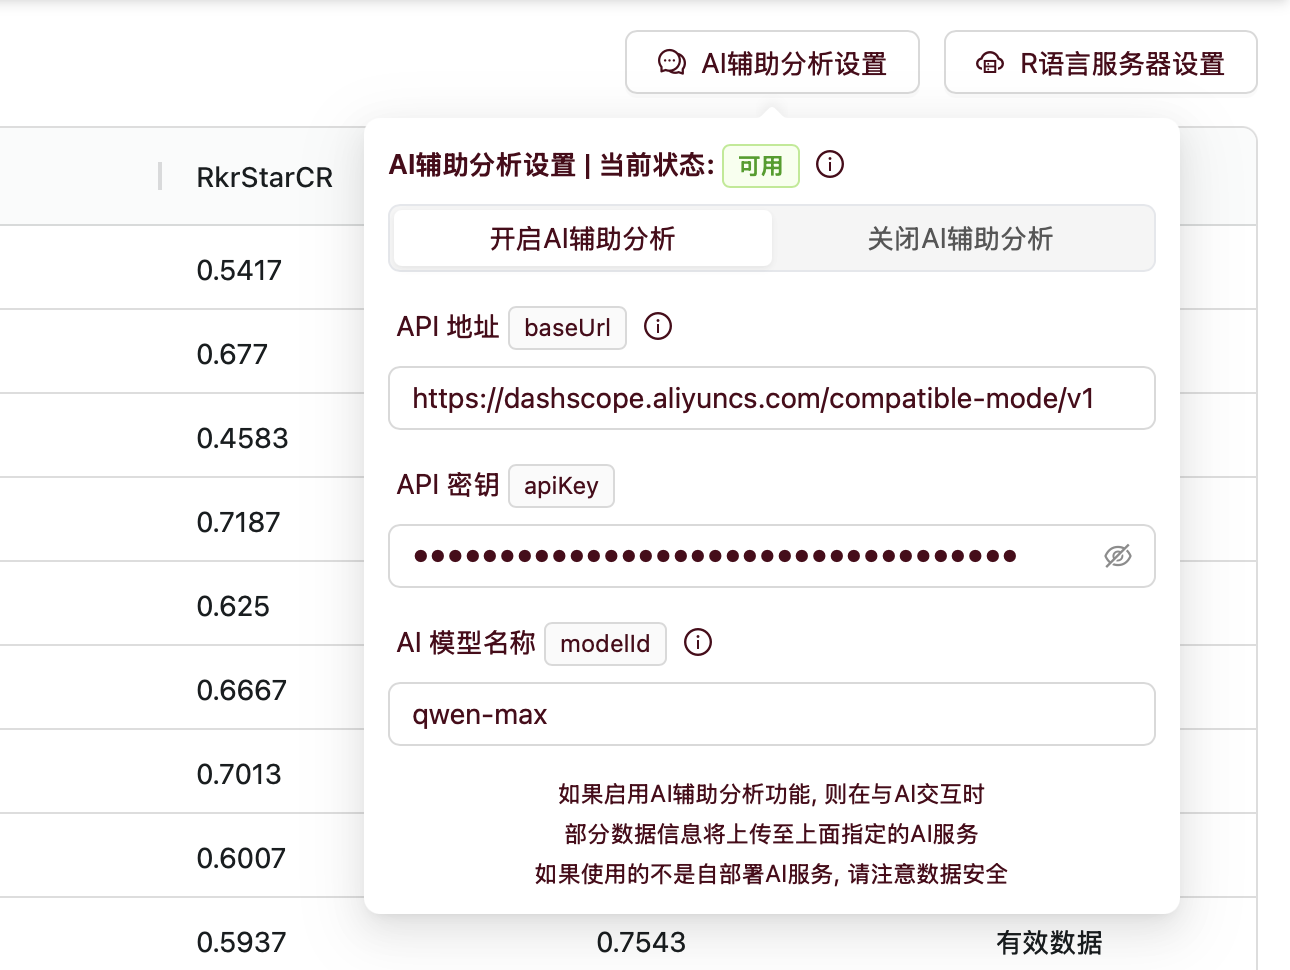 AI辅助分析设置
R语言服务器设置
AI辅助分析设置 | 当前状态: 可用
RkrStarCR
开启AI辅助分析
关闭AI辅助分析
0.5417
API 地址 baseUrl
0.677
https://dashscope.aliyuncs.com/compatible-mode/v1
0.4583
API 密钥 apiKey
0.7187
0.625
AI 模型名称 modelId
0.6667
qwen-max
0.7013
如果启用AI辅助分析功能, 则在与AI交互时
部分数据信息将上传至上面指定的AI服务
0.6007
如果使用的不是自部署AI服务, 请注意数据安全
0.5937
0.7543
有效数据